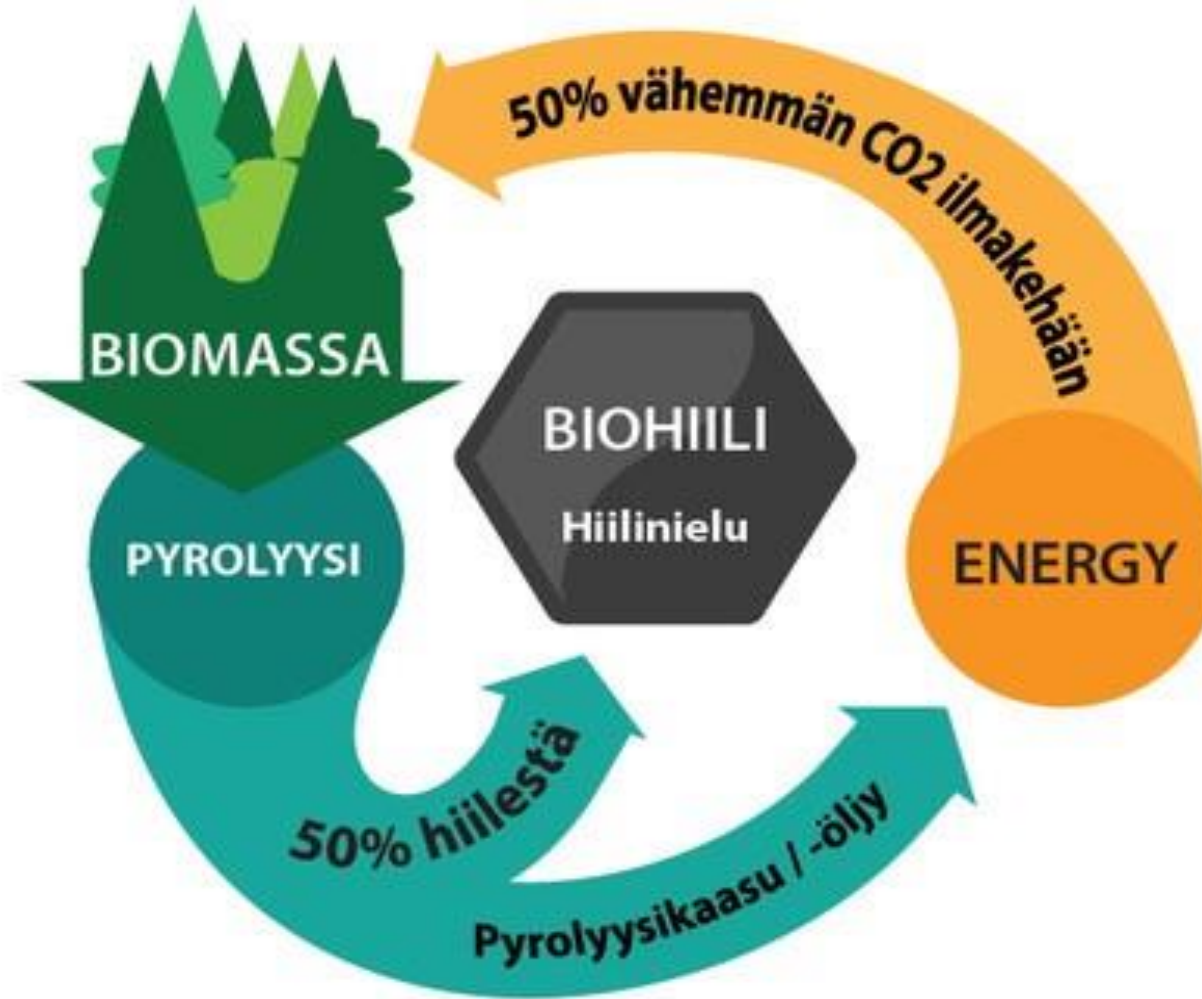 50% vähemmän CO2 ilmakehään
BIOMASSA
BIOHIILI
Hiilinielu
PYROLYYSI
ENERGY
50% hiilestä
Pyrolyysikaasu / -öljy